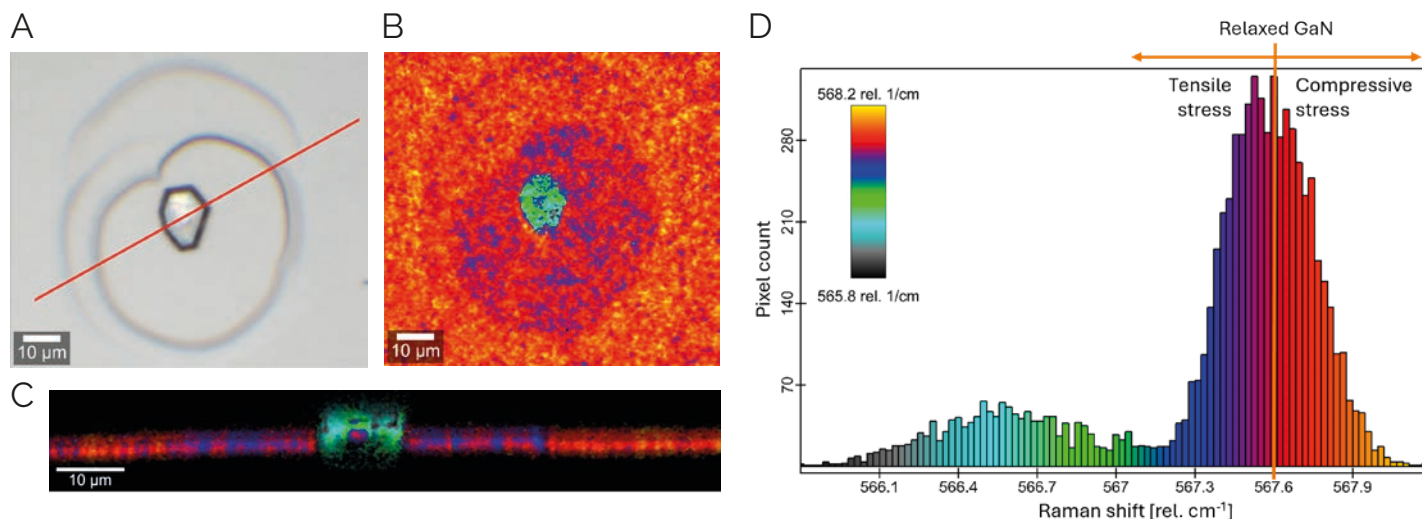 A
10 µm
B
10 µm
C
10 µm
D
Relaxed GaN
Tensile
stress
Compressive
stress
568.2 rel. 1/cm
565.8 rel. 1/cm
Pixel count
280
210
140
70
566.1 566.4 566.7 567 567.3 567.6 567.9
Raman shift [rel. cm⁻¹]